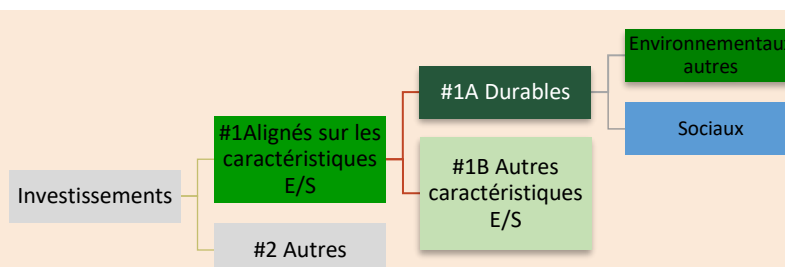 Environnementaux
autres
#1A Durables
Sociaux
#1Alignés sur les
caractéristiques
E/S
#1B Autres
caractéristiques
E/S
Investissements
#2 Autres